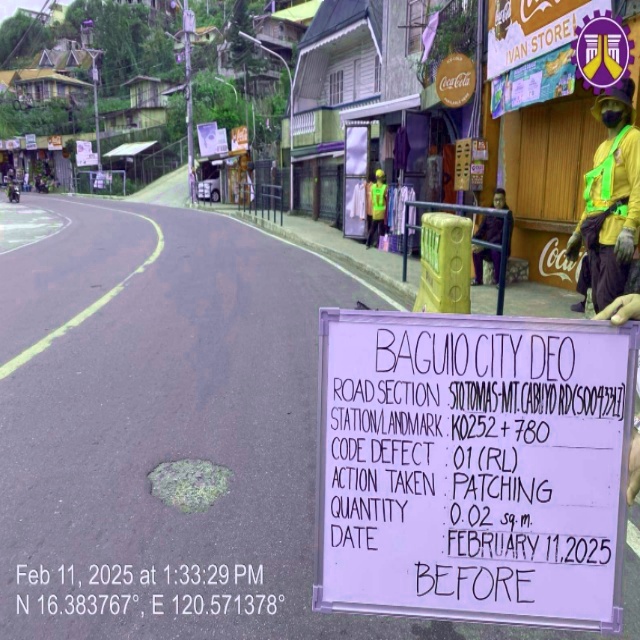 Coca-Cola
IVAN STORE
Coca-Cola
Coca-Cola
BAGUIO CITY DEO
ROAD SECTION : STO TOMAS-MT. CABUYO RD(S00433LZ)
STATION/LANDMARK : K0252 + 780
CODE DEFECT : 01 (RL)
ACTION TAKEN : PATCHING
QUANTITY : 0.02 sq.m.
DATE : FEBRUARY 11,2025
BEFORE
Feb 11, 2025 at 1:33:29 PM
N 16.383767°, E 120.571378°